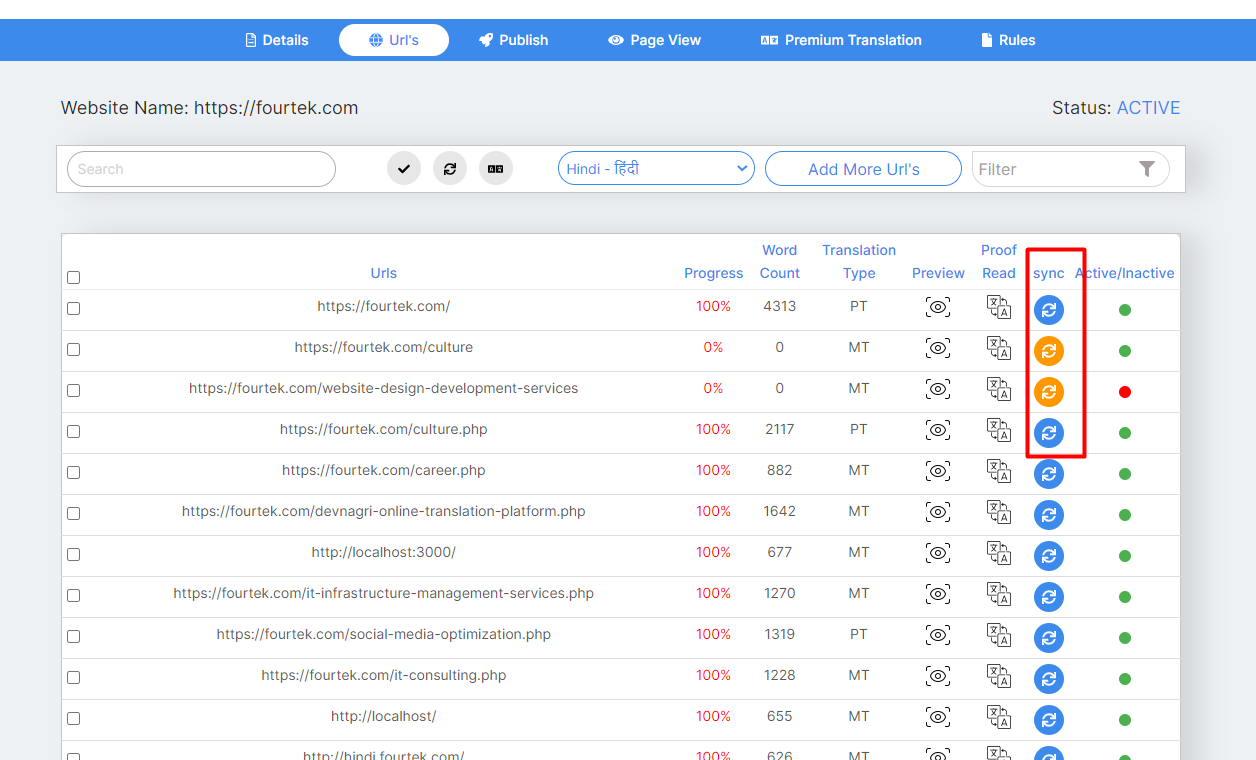 Details Url's Publish Page View Premium Translation Rules
Website Name: https://fourtek.com Status: ACTIVE
Search Hindi - हिंदी Add More Url's Filter
Urls Progress Word Count Translation Type Preview Proof Read sync Active/Inactive
https://fourtek.com/ 100% 4313 PT
https://fourtek.com/culture 0% 0 MT
https://fourtek.com/website-design-development-services 0% 0 MT
https://fourtek.com/culture.php 100% 2117 PT
https://fourtek.com/career.php 100% 882 MT
https://fourtek.com/devnagri-online-translation-platform.php 100% 1642 MT
http://localhost:3000/ 100% 677 MT
https://fourtek.com/it-infrastructure-management-services.php 100% 1270 MT
https://fourtek.com/social-media-optimization.php 100% 1319 PT
https://fourtek.com/it-consulting.php 100% 1228 MT
http://localhost/ 100% 655 MT
http://hindi.fourtek.com/ 100% 626 MT